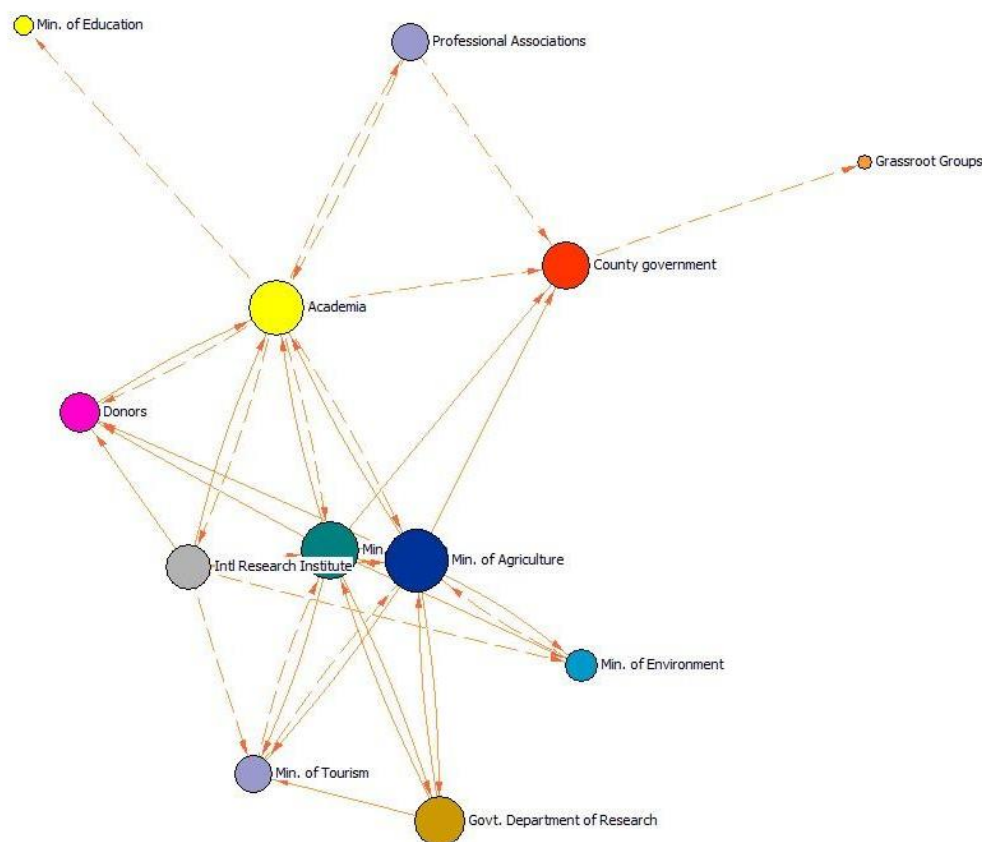 Min. of Education
Professional Associations
Grassroot Groups
County government
Academia
Donors
Min.
Min. of Agriculture
Intl Research Institute
Min. of Environment
Min. of Tourism
Govt. Department of Research